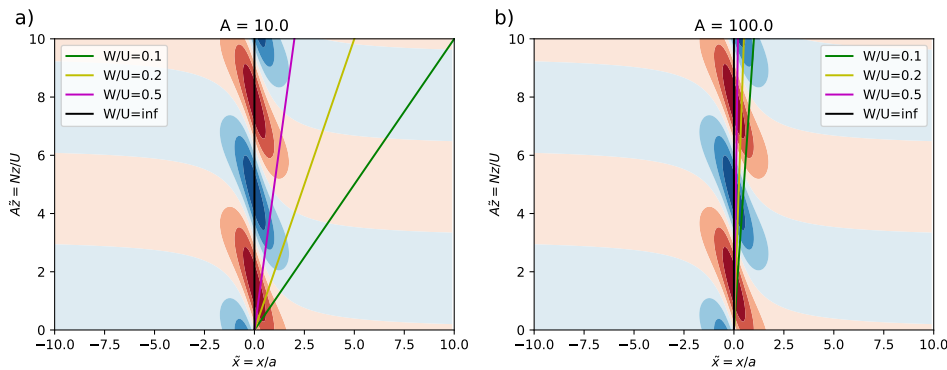 a)
A = 10.0
10
8
6
4
2
0
Az̃ = Nz/U
W/U=0.1
W/U=0.2
W/U=0.5
W/U=inf
−10.0 −7.5 −5.0 −2.5 0.0 2.5 5.0 7.5 10.0
x̃ = x/a
b)
A = 100.0
10
8
6
4
2
0
Az̃ = Nz/U
W/U=0.1
W/U=0.2
W/U=0.5
W/U=inf
−10.0 −7.5 −5.0 −2.5 0.0 2.5 5.0 7.5 10.0
x̃ = x/a